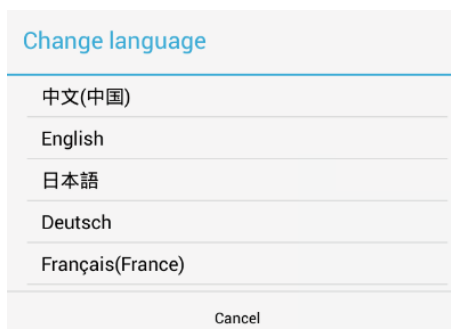 Change language
中文(中国)
English
日本語
Deutsch
Français(France)
Cancel